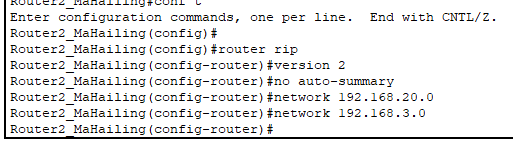 Router2_MaHailing#conf t
Enter configuration commands, one per line.  End with CNTL/Z.
Router2_MaHailing(config)#
Router2_MaHailing(config)#router rip
Router2_MaHailing(config-router)#version 2
Router2_MaHailing(config-router)#no auto-summary
Router2_MaHailing(config-router)#network 192.168.20.0
Router2_MaHailing(config-router)#network 192.168.3.0
Router2_MaHailing(config-router)#